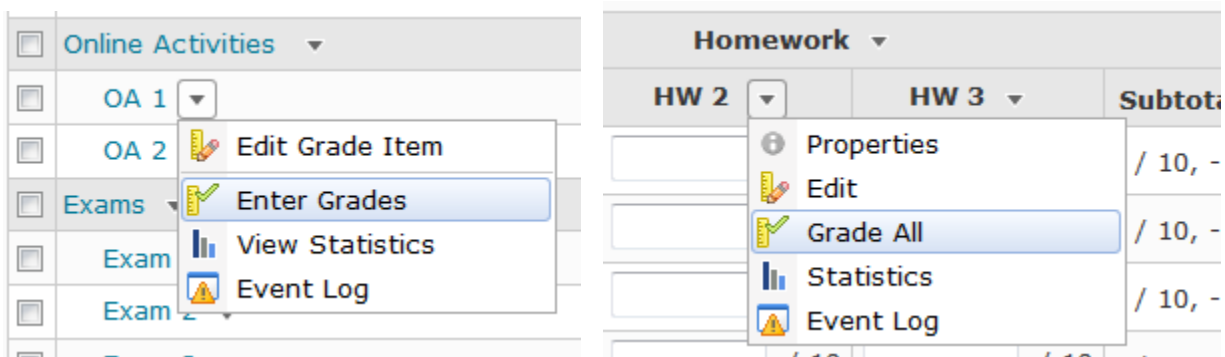 Online Activities
OA 1
OA 2
Edit Grade Item
Enter Grades
View Statistics
Event Log
Exams
Exam
Exam
Homework
HW 2
HW 3
Subtota
Properties
Edit
Grade All
Statistics
Event Log
/ 10, -
/ 10, -
/ 10, -